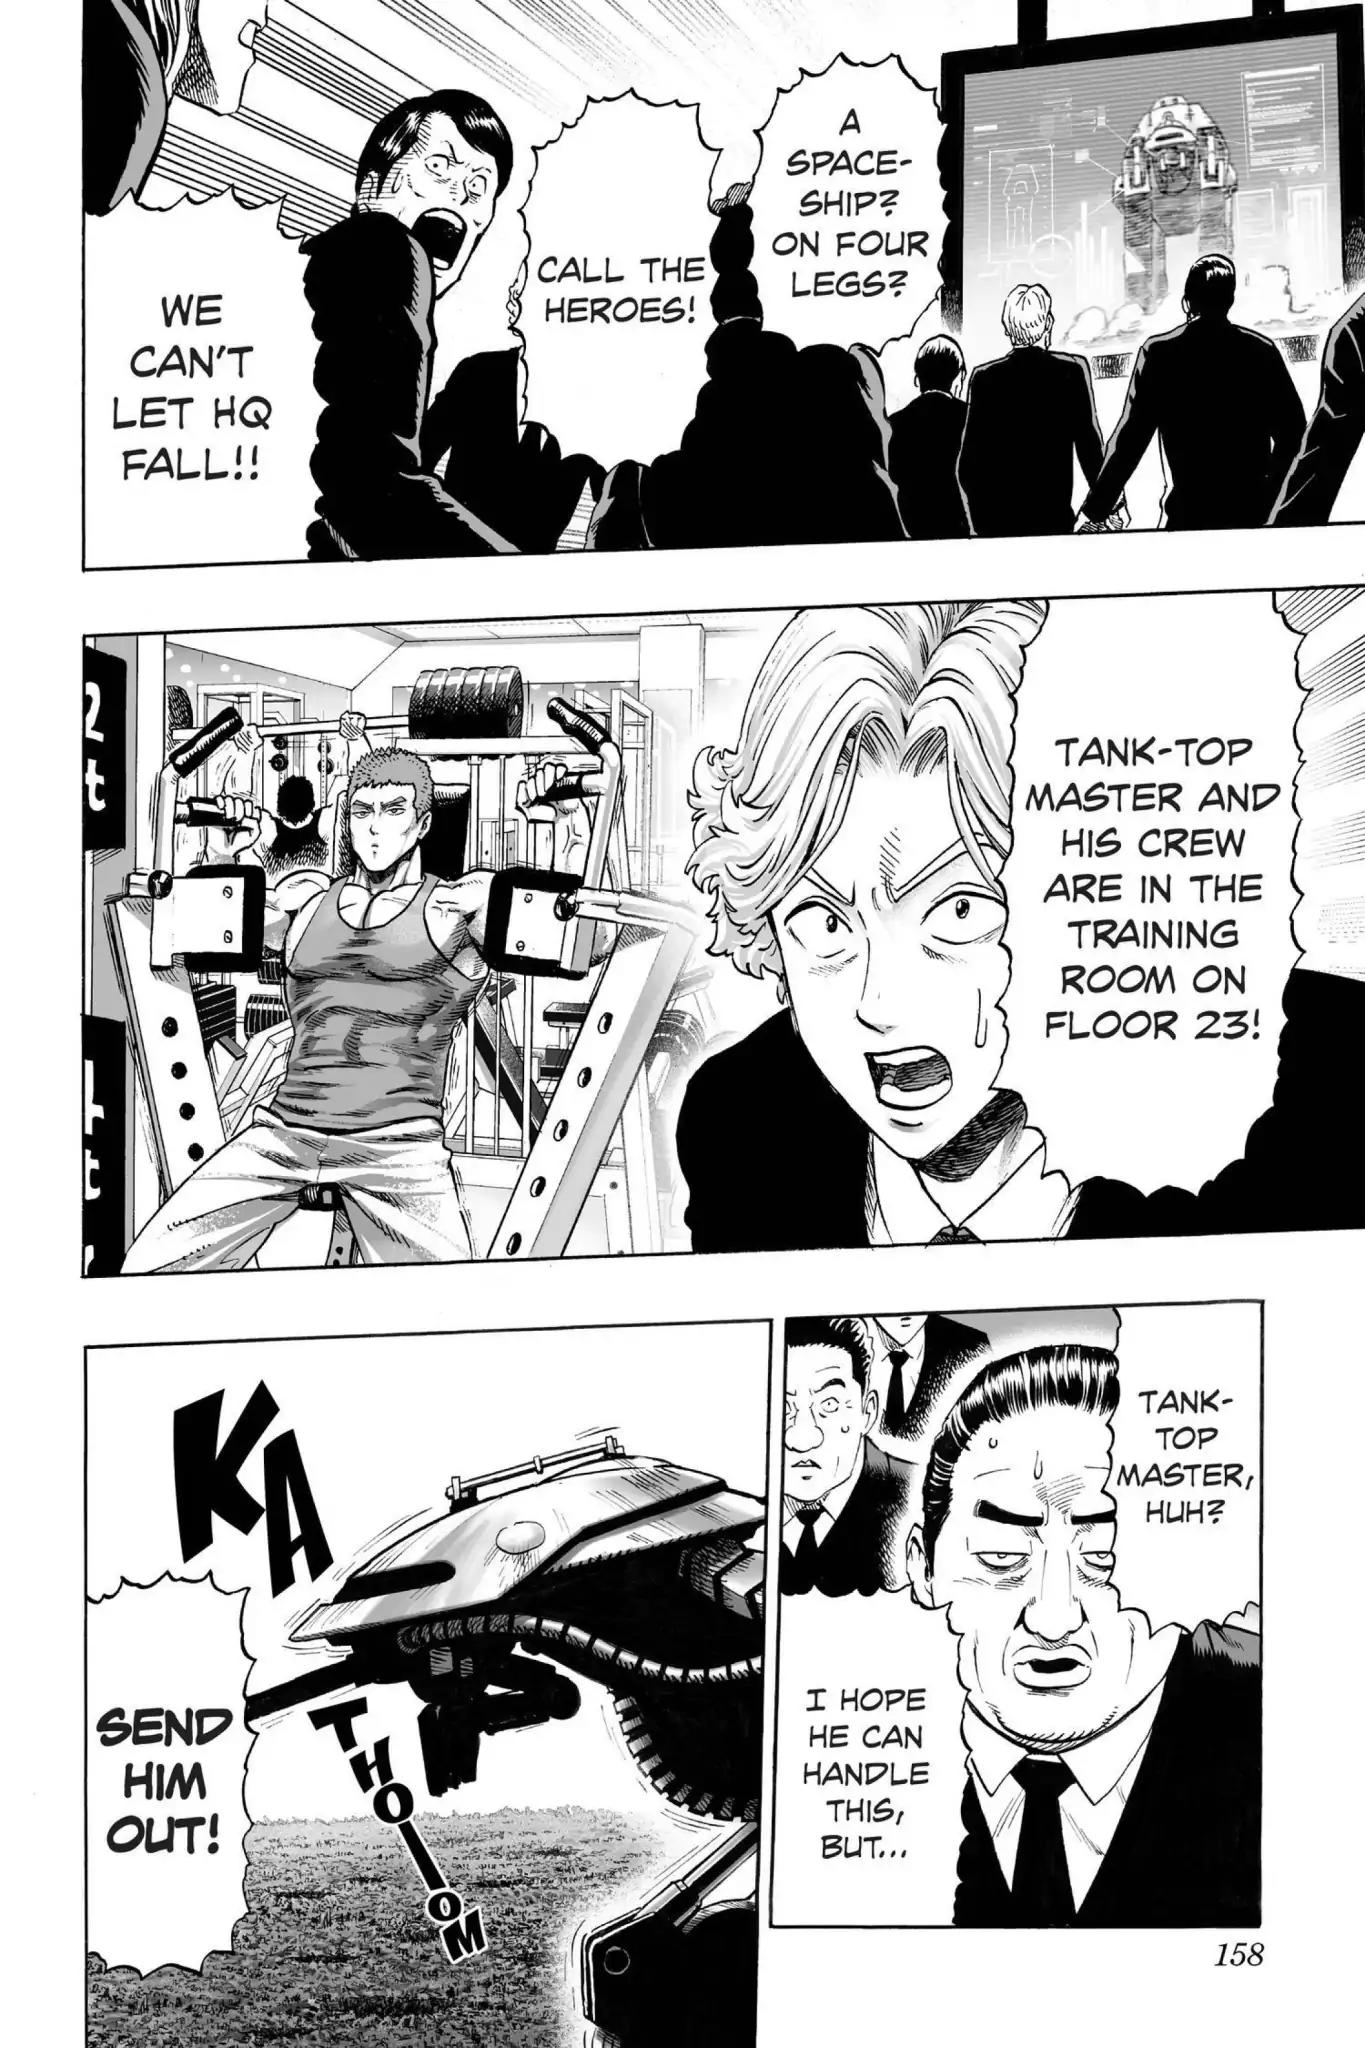 A
SPACE-
SHIP?
ON FOUR
LEGS?
CALL THE
HEROES!
WE
CAN'T
LET HQ
FALL!!
TANK-TOP
MASTER AND
HIS CREW
ARE IN THE
TRAINING
ROOM ON
FLOOR 23!
2
t
t
TANK-
TOP
MASTER,
HUH?
I HOPE
HE CAN
HANDLE
THIS,
BUT...
KA
THOOM
SEND
HIM
OUT!
158